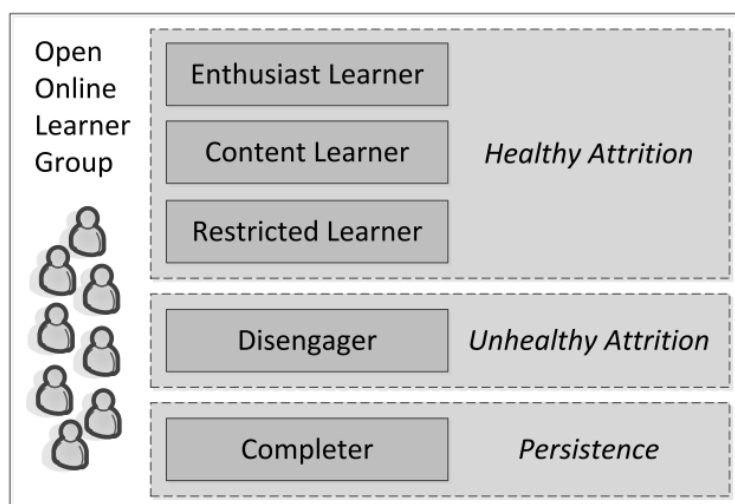 Open
Online
Learner
Group
Enthusiast Learner
Content Learner
Restricted Learner
Healthy Attrition
Disengager
Unhealthy Attrition
Completer
Persistence